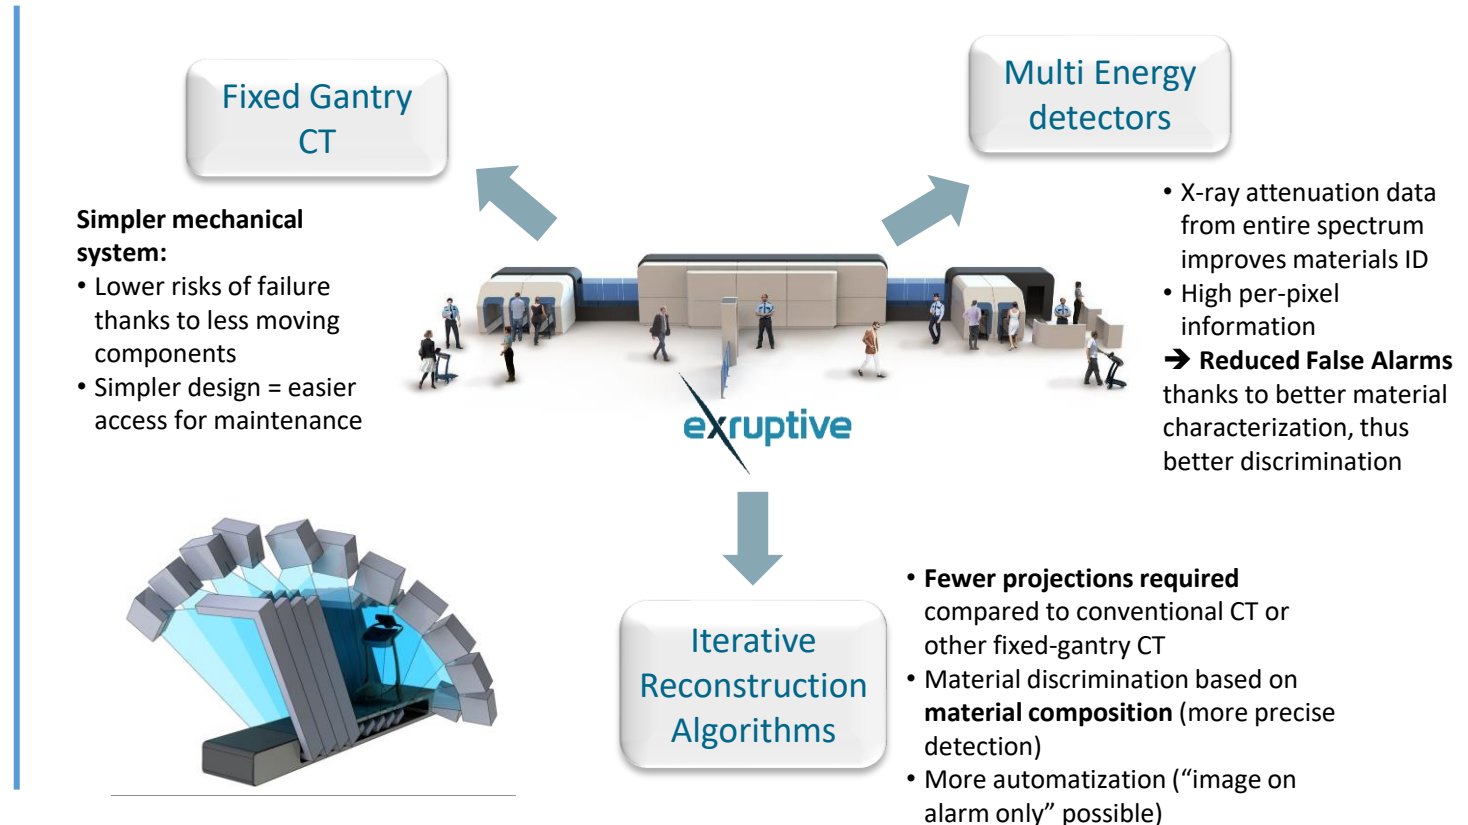 Fixed Gantry
CT
Simpler mechanical
system:
• Lower risks of failure
thanks to less moving
components
• Simpler design = easier
access for maintenance
Multi Energy
detectors
• X-ray attenuation data
from entire spectrum
improves materials ID
• High per-pixel
information
➔ Reduced False Alarms
thanks to better material
characterization, thus
better discrimination
exruptive
Iterative
Reconstruction
Algorithms
• Fewer projections required
compared to conventional CT or
other fixed-gantry CT
• Material discrimination based on
material composition (more precise
detection)
• More automatization (“image on
alarm only” possible)